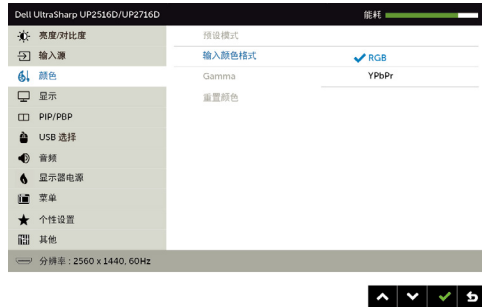 Dell UltraSharp UP2516D/UP2716D 能耗
亮度/对比度 预设模式
输入源 输入颜色格式 RGB
颜色 Gamma YPbPr
显示 重置颜色
PIP/PBP
USB 选择
音频
显示器电源
菜单
个性设置
其他
分辨率 : 2560 x 1440, 60Hz